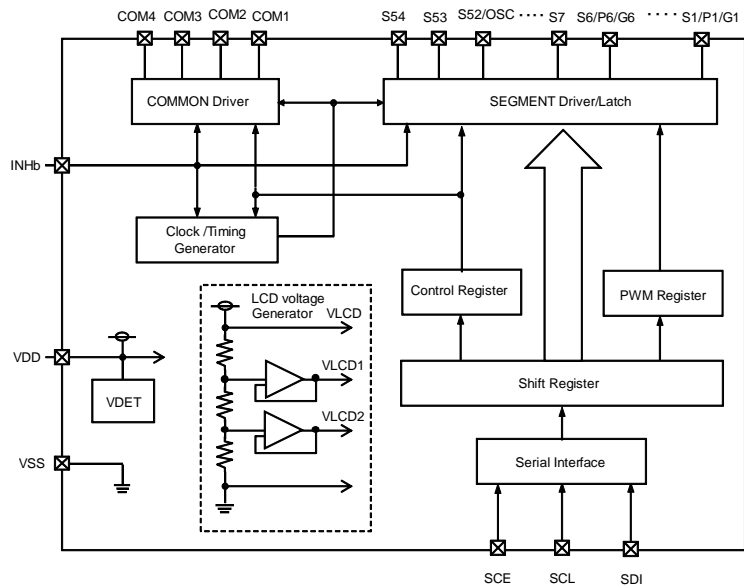 COM4 COM3 COM2 COM1 S54 S53 S52/OSC ···· S7 S6/P6/G6 ····· S1/P1/G1
COMMON Driver
SEGMENT Driver/Latch
INHb
Clock /Timing
Generator
LCD voltage
Generator
VLCD
Control Register
PWM Register
VDD
VDET
VLCD1
VLCD2
Shift Register
VSS
Serial Interface
SCE SCL SDI